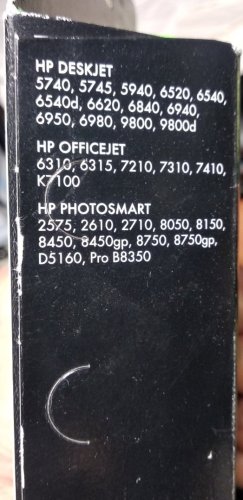 HP DESKJET
5740, 5745, 5940, 6520, 6540,
6540d, 6620, 6840, 6940,
6950, 6980, 9800, 9800d
HP OFFICEJET
6310, 6315, 7210, 7310, 7410,
K7100
HP PHOTOSMART
2575, 2610, 2710, 8050, 8150,
8450, 8450gp, 8750, 8750gp,
D5160, Pro B8350